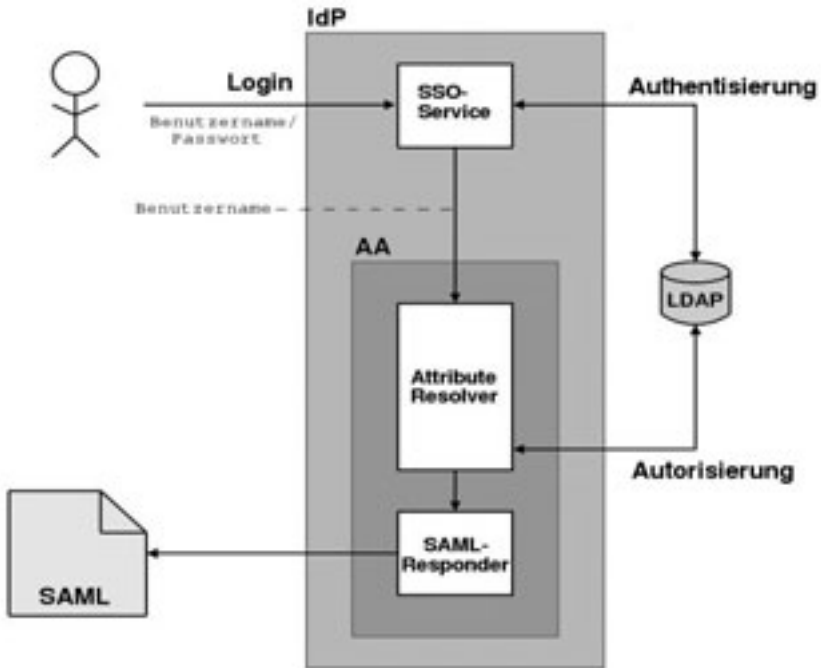 IdP
Login
Benutzername/
Passwort
SSO-
Service
Authentisierung
Benutzername
AA
LDAP
Attribute
Resolver
Autorisierung
SAML-
Responder
SAML